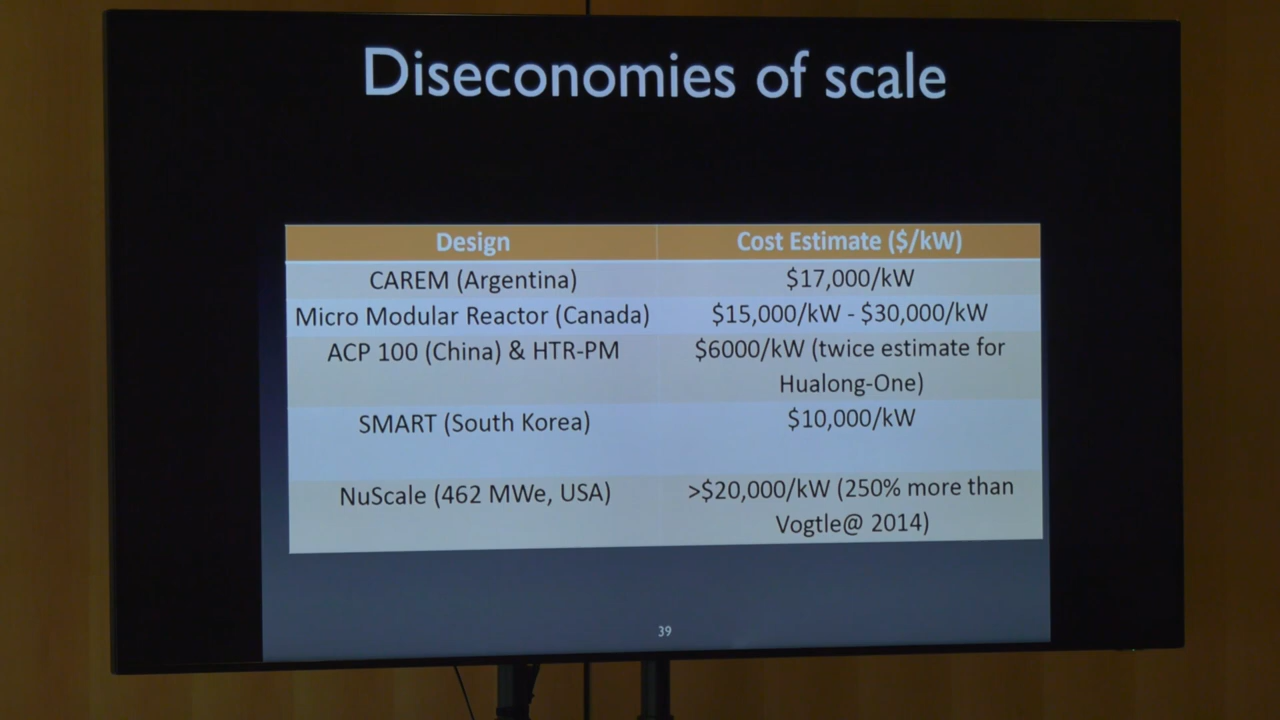 Diseconomies of scale
Design Cost Estimate ($/kW)
CAREM (Argentina) $17,000/kW
Micro Modular Reactor (Canada) $15,000/kW - $30,000/kW
ACP 100 (China) & HTR-PM $6000/kW (twice estimate for
Hualong-One)
SMART (South Korea) $10,000/kW
NuScale (462 MWe, USA) >$20,000/kW (250% more than
Vogtle@ 2014)
39